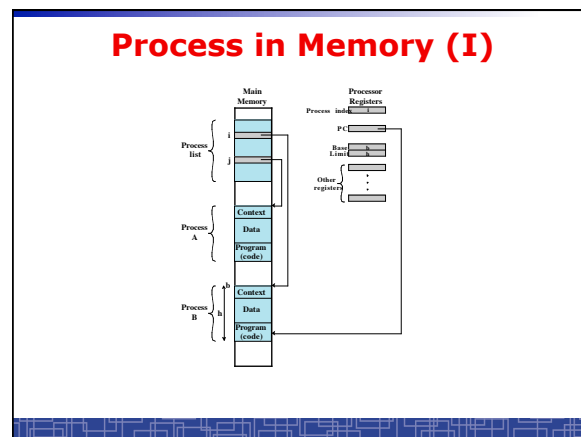 Process in Memory (I)
Main
Memory
Processor
Registers
Process index
i
PC
Base
Limit
h
Other
registers
Process
list
i
j
Process
A
Context
Data
Program
(code)
Process
B
b
h
Context
Data
Program
(code)